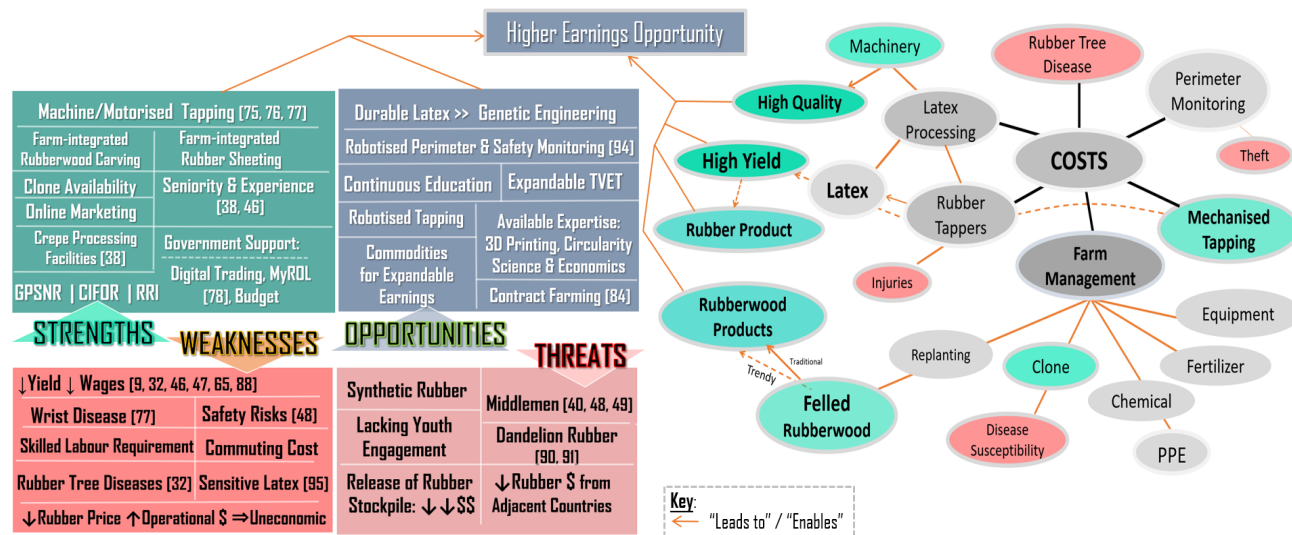 Higher Earnings Opportunity
Machine/Motorised Tapping [75, 76, 77]
Farm-integrated
Rubberwood Carving
Farm-integrated
Rubber Sheeting
Clone Availability
Online Marketing
Seniority & Experience
[38, 46]
Crepe Processing
Facilities [38]
Government Support:
Digital Trading, MyROL
[78], Budget
GPSNR | CIFOR | RRI
STRENGTHS
Durable Latex >> Genetic Engineering
Robotised Perimeter & Safety Monitoring [94]
Continuous Education
Expandable TVET
Robotised Tapping
Commodities
for Expandable
Earnings
Available Expertise:
3D Printing, Circularity
Science & Economics
Contract Farming [84]
OPPORTUNITIES
WEAKNESSES
↓Yield ↓ Wages [9, 32, 46, 47, 65, 88]
Wrist Disease [77]
Safety Risks [48]
Skilled Labour Requirement
Commuting Cost
Rubber Tree Diseases [32]
Sensitive Latex [95]
↓Rubber Price ↑Operational $ ⇒Uneconomic
THREATS
Synthetic Rubber
Lacking Youth
Engagement
Release of Rubber
Stockpile: ↓ ↓$$
Middlemen [40, 48, 49]
Dandelion Rubber
[90, 91]
↓Rubber $ from
Adjacent Countries
Machinery
High Quality
Latex
Processing
High Yield
Latex
Rubber
Tappers
Rubber Product
Injuries
Rubber Tree
Disease
Perimeter
Monitoring
Theft
COSTS
Mechanised
Tapping
Farm
Management
Rubberwood
Products
Traditional
Trendy
Felled
Rubberwood
Replanting
Clone
Disease
Susceptibility
Equipment
Fertilizer
Chemical
PPE
Key:
← "Leads to" / "Enables"